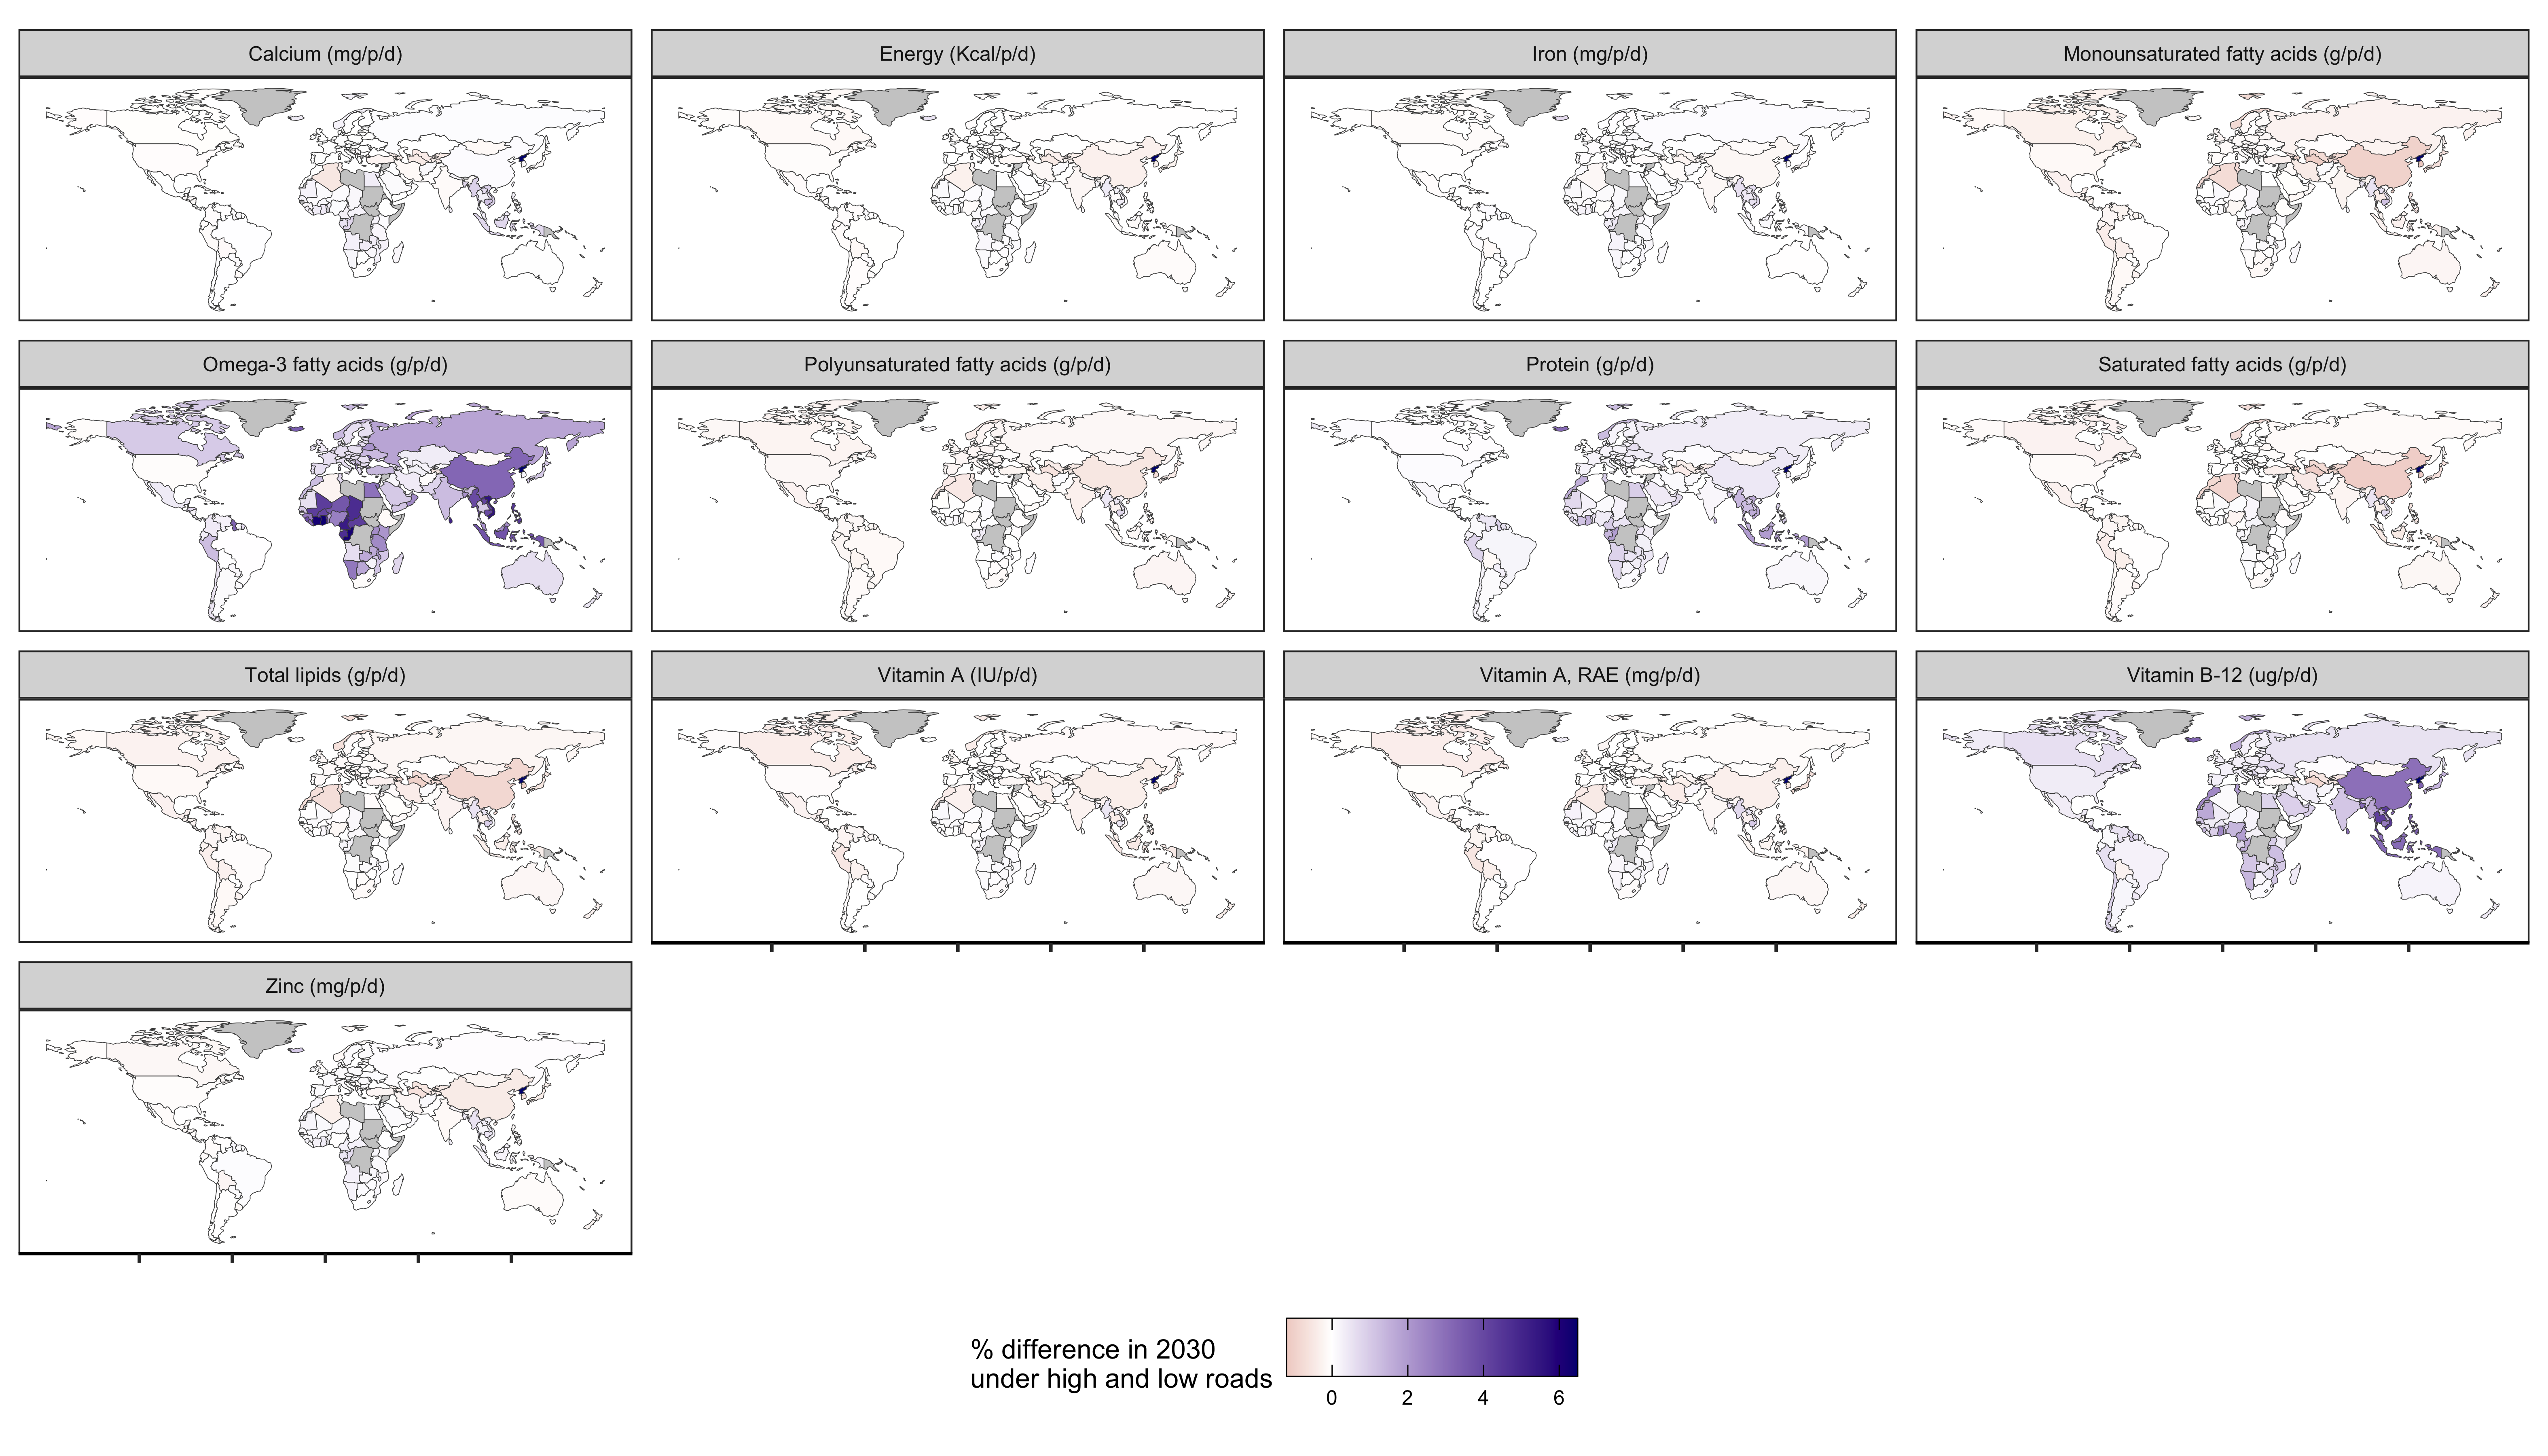 Calcium (mg/p/d)
Energy (Kcal/p/d)
Iron (mg/p/d)
Monounsaturated fatty acids (g/p/d)
Omega-3 fatty acids (g/p/d)
Polyunsaturated fatty acids (g/p/d)
Protein (g/p/d)
Saturated fatty acids (g/p/d)
Total lipids (g/p/d)
Vitamin A (IU/p/d)
Vitamin A, RAE (mg/p/d)
Vitamin B-12 (ug/p/d)
Zinc (mg/p/d)
% difference in 2030
under high and low roads
0 2 4 6